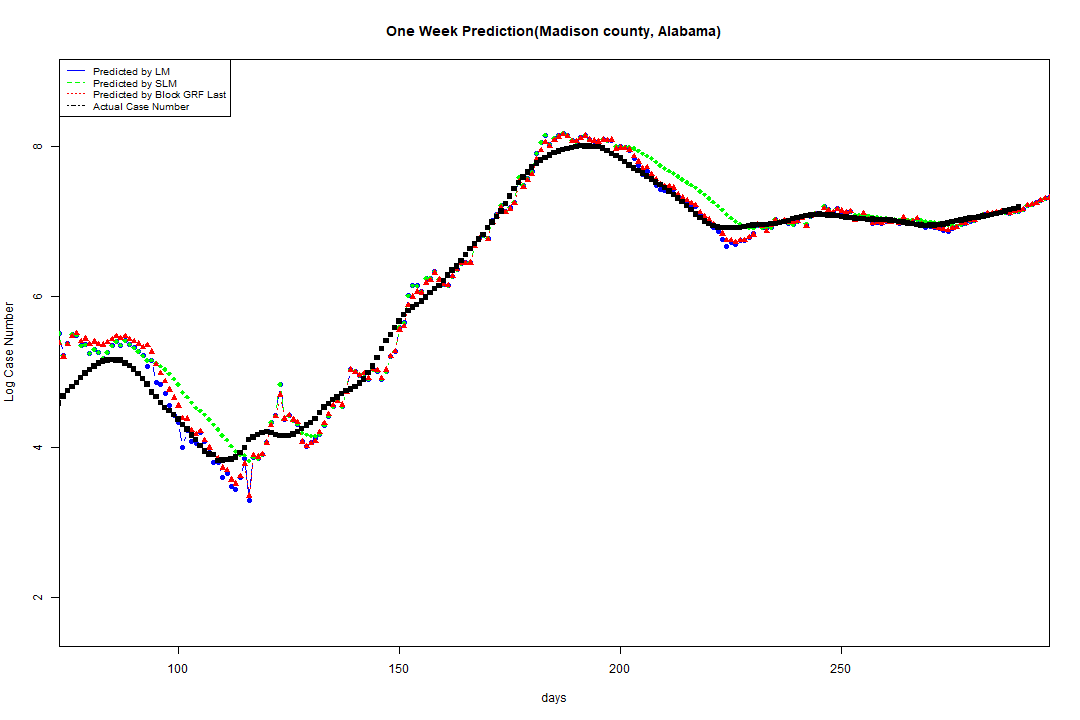 One Week Prediction(Madison county, Alabama)
Predicted by LM
Predicted by SLM
Predicted by Block GRF Last
Actual Case Number
8
6
4
2
Log Case Number
100 150 200 250
days